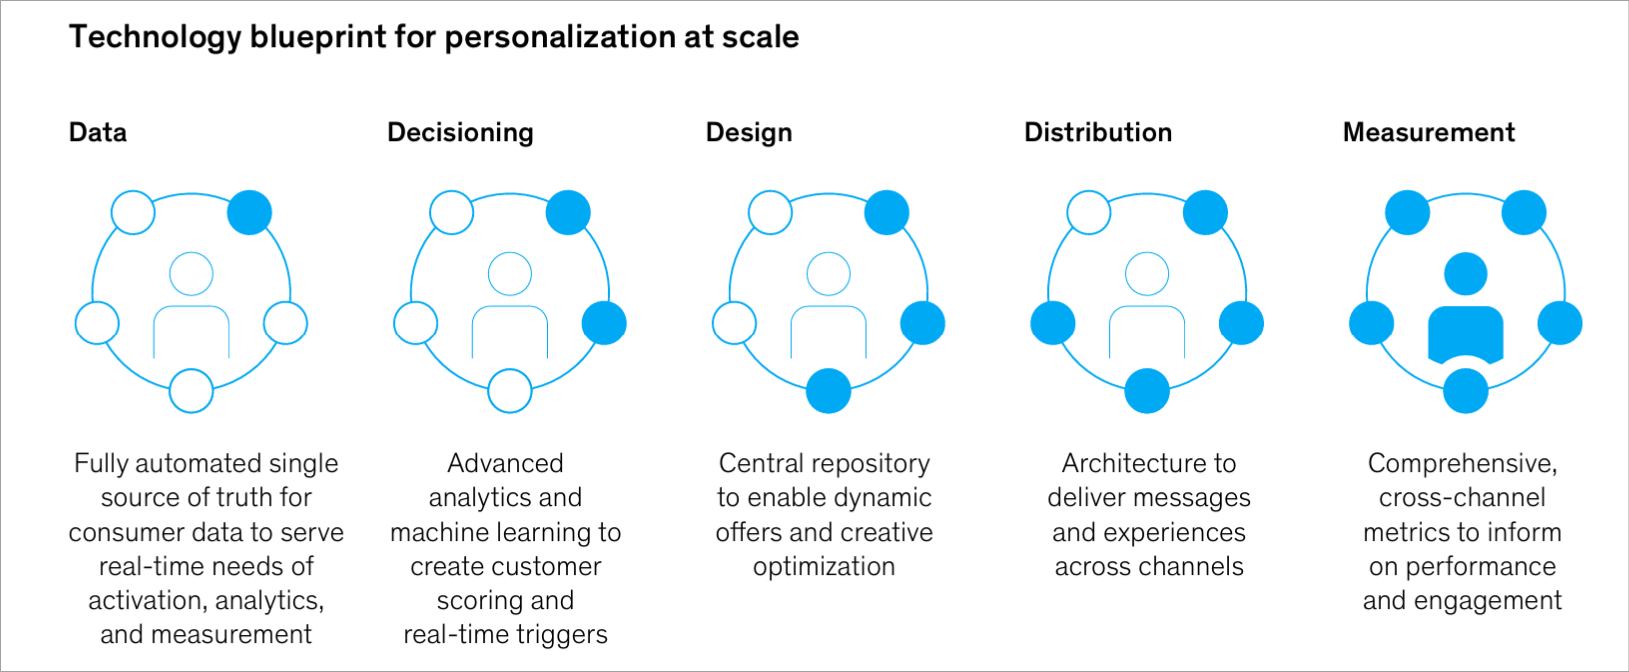 Technology blueprint for personalization at scale
Data
Fully automated single
source of truth for
consumer data to serve
real-time needs of
activation, analytics,
and measurement
Decisioning
Advanced
analytics and
machine learning to
create customer
scoring and
real-time triggers
Design
Central repository
to enable dynamic
offers and creative
optimization
Distribution
Architecture to
deliver messages
and experiences
across channels
Measurement
Comprehensive,
cross-channel
metrics to inform
on performance
and engagement